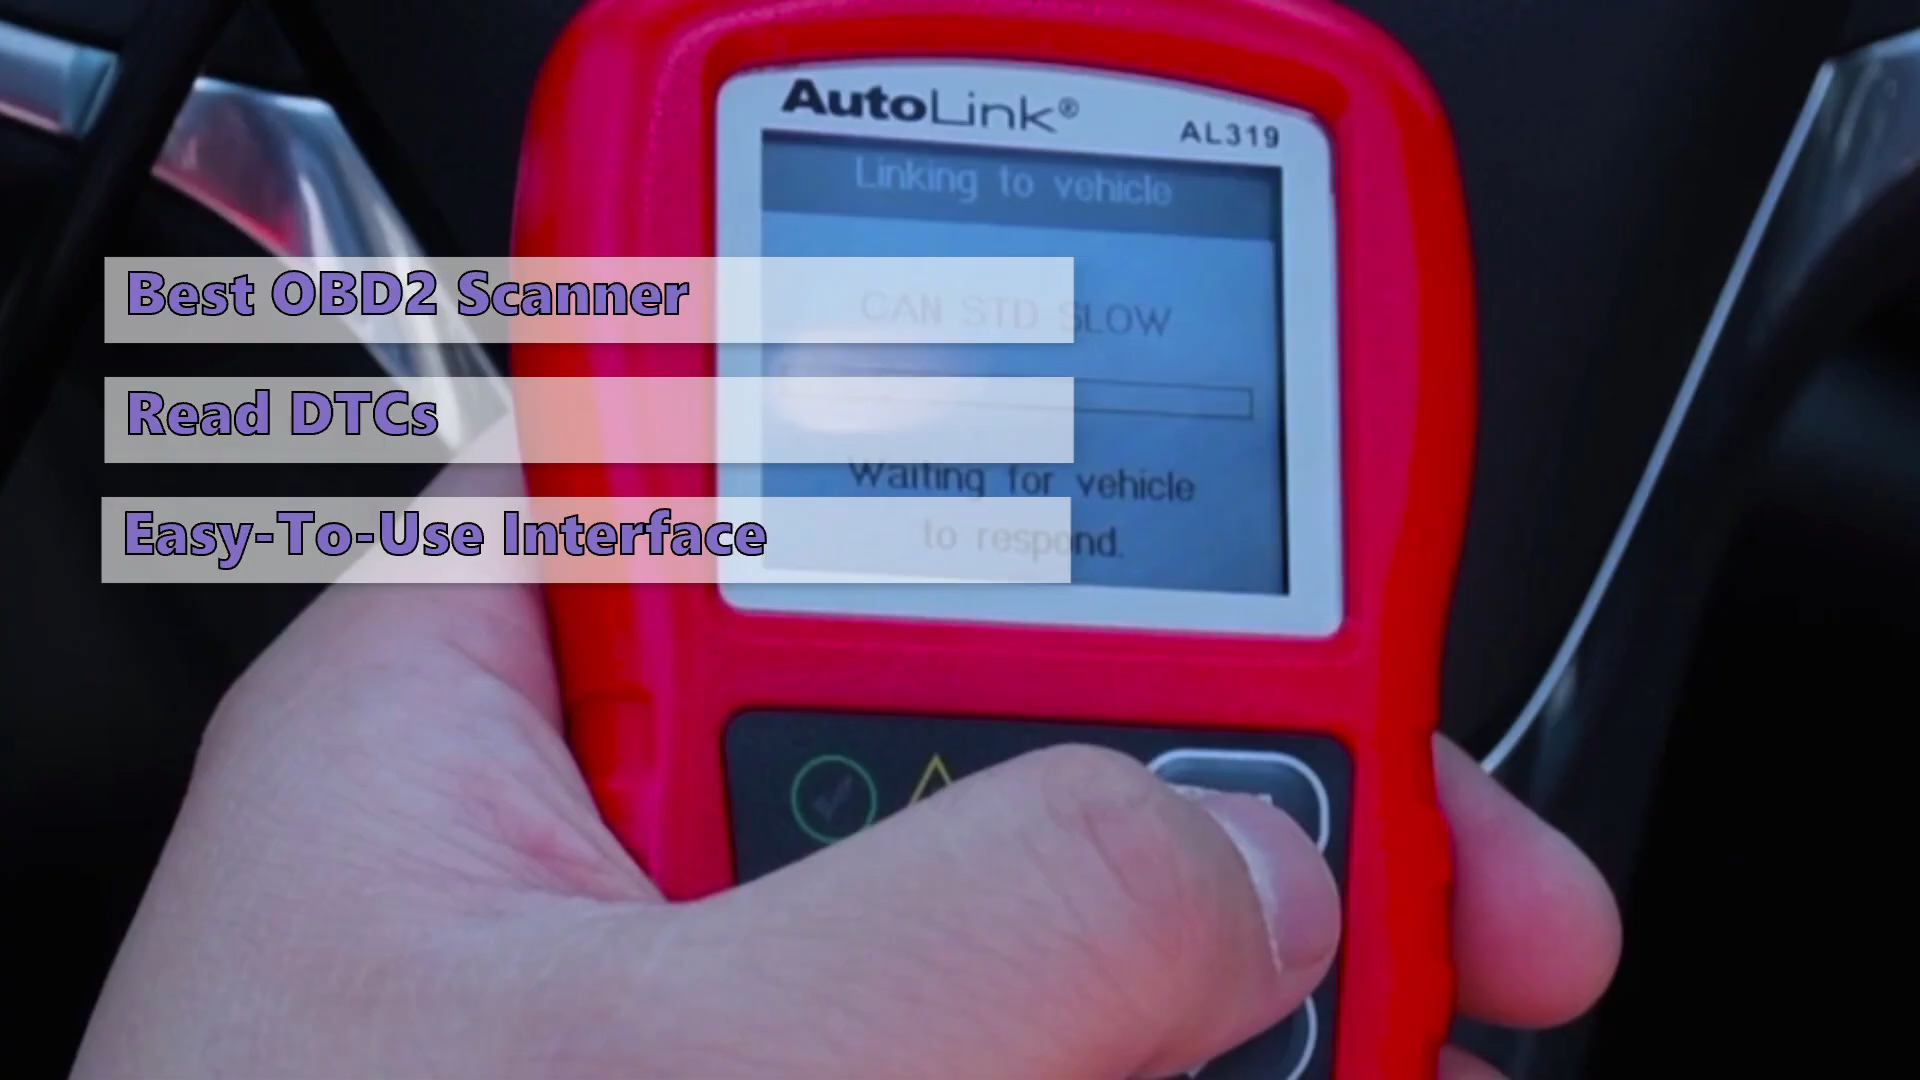 AutoLink®
AL319
Linking to vehicle
Best OBD2 Scanner
CAN STD SLOW
Read DTCs
Waiting for vehicle
to respond.
Easy-To-Use Interface